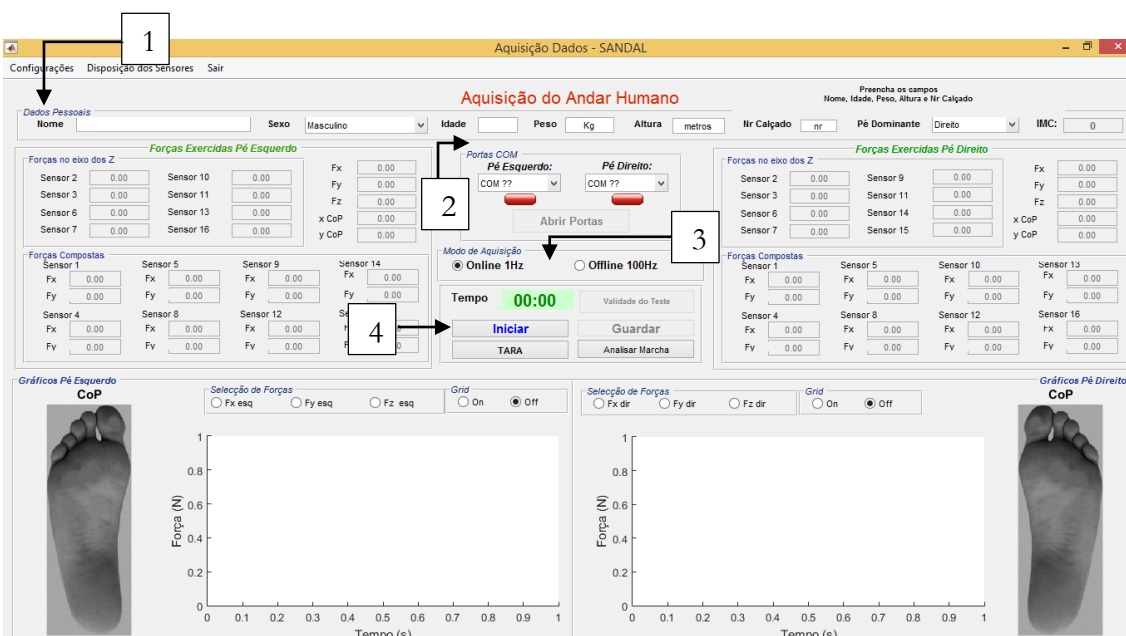 1
Aquisição Dados - SANDAL
Configurações Disposição dos Sensores Sair
Aquisição do Andar Humano
Preencha os campos
Nome, Idade, Peso, Altura e Nr Calçado
Dados Pessoais
Nome Sexo Masculino Idade Peso Kg Altura metros Nr Calçado nr Pé Dominante Direito IMC: 0
Forças Exercidas Pé Esquerdo
Forças no eixo dos Z
Sensor 2 0.00 Sensor 10 0.00 Fx 0.00
Sensor 3 0.00 Sensor 11 0.00 Fy 0.00
Sensor 6 0.00 Sensor 13 0.00 Fz 0.00
Sensor 7 0.00 Sensor 16 0.00 x CoP 0.00
y CoP 0.00
Forças Compostas
Sensor 1 Sensor 5 Sensor 9 Sensor 14
Fx 0.00 Fx 0.00 Fx 0.00 Fx 0.00
Fy 0.00 Fy 0.00 Fy 0.00 Fy 0.00
Sensor 4 Sensor 8 Sensor 12
Fx 0.00 Fx 0.00 Fx 0.00
Fy 0.00 Fy 0.00 Fy 0.00
2
Portas COM
Pé Esquerdo: Pé Direito:
COM ?? COM ??
Abrir Portas
3
Modo de Aquisição
Online 1Hz Offline 100Hz
Tempo 00:00 Validade do Teste
4
Iniciar Guardar
TARA Analisar Marcha
Forças Exercidas Pé Direito
Forças no eixo dos Z
Sensor 2 0.00 Sensor 9 0.00 Fx 0.00
Sensor 3 0.00 Sensor 11 0.00 Fy 0.00
Sensor 6 0.00 Sensor 14 0.00 Fz 0.00
Sensor 7 0.00 Sensor 15 0.00 x CoP 0.00
y CoP 0.00
Forças Compostas
Sensor 1 Sensor 5 Sensor 10 Sensor 13
Fx 0.00 Fx 0.00 Fx 0.00 Fx 0.00
Fy 0.00 Fy 0.00 Fy 0.00 Fy 0.00
Sensor 4 Sensor 8 Sensor 12 Sensor 16
Fx 0.00 Fx 0.00 Fx 0.00 Fx 0.00
Fy 0.00 Fy 0.00 Fy 0.00 Fy 0.00
Gráficos Pé Esquerdo
CoP
Selecção de Forças
Fx esq Fy esq Fz esq
Grid
On Off
1
0.8
0.6
0.4
0.2
0
Força (N)
0 0.1 0.2 0.3 0.4 0.5 0.6 0.7 0.8 0.9 1
Tempo (s)
Selecção de Forças
Fx dir Fy dir Fz dir
Grid
On Off
1
0.8
0.6
0.4
0.2
0
Força (N)
0 0.1 0.2 0.3 0.4 0.5 0.6 0.7 0.8 0.9 1
Tempo (s)
Gráficos Pé Direito
CoP